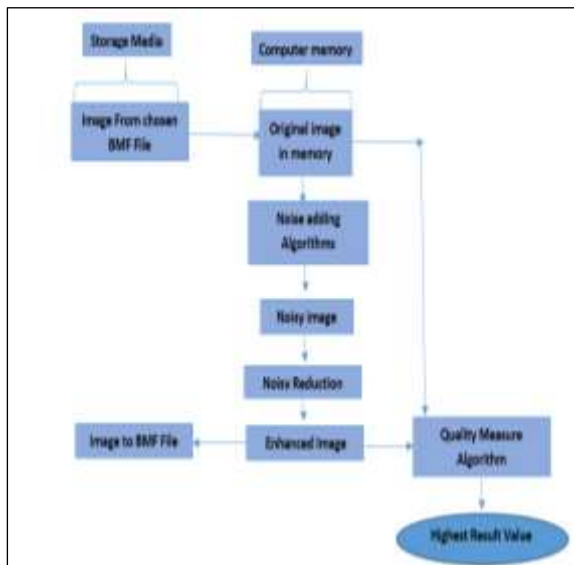 Storage Media
Computer memory
Image From chosen
BMF File
Original image
in memory
Noise adding
Algorithms
Noisy image
Noisy Reduction
Image to BMF File
Enhanced Image
Quality Measure
Algorithm
Highest Result Value